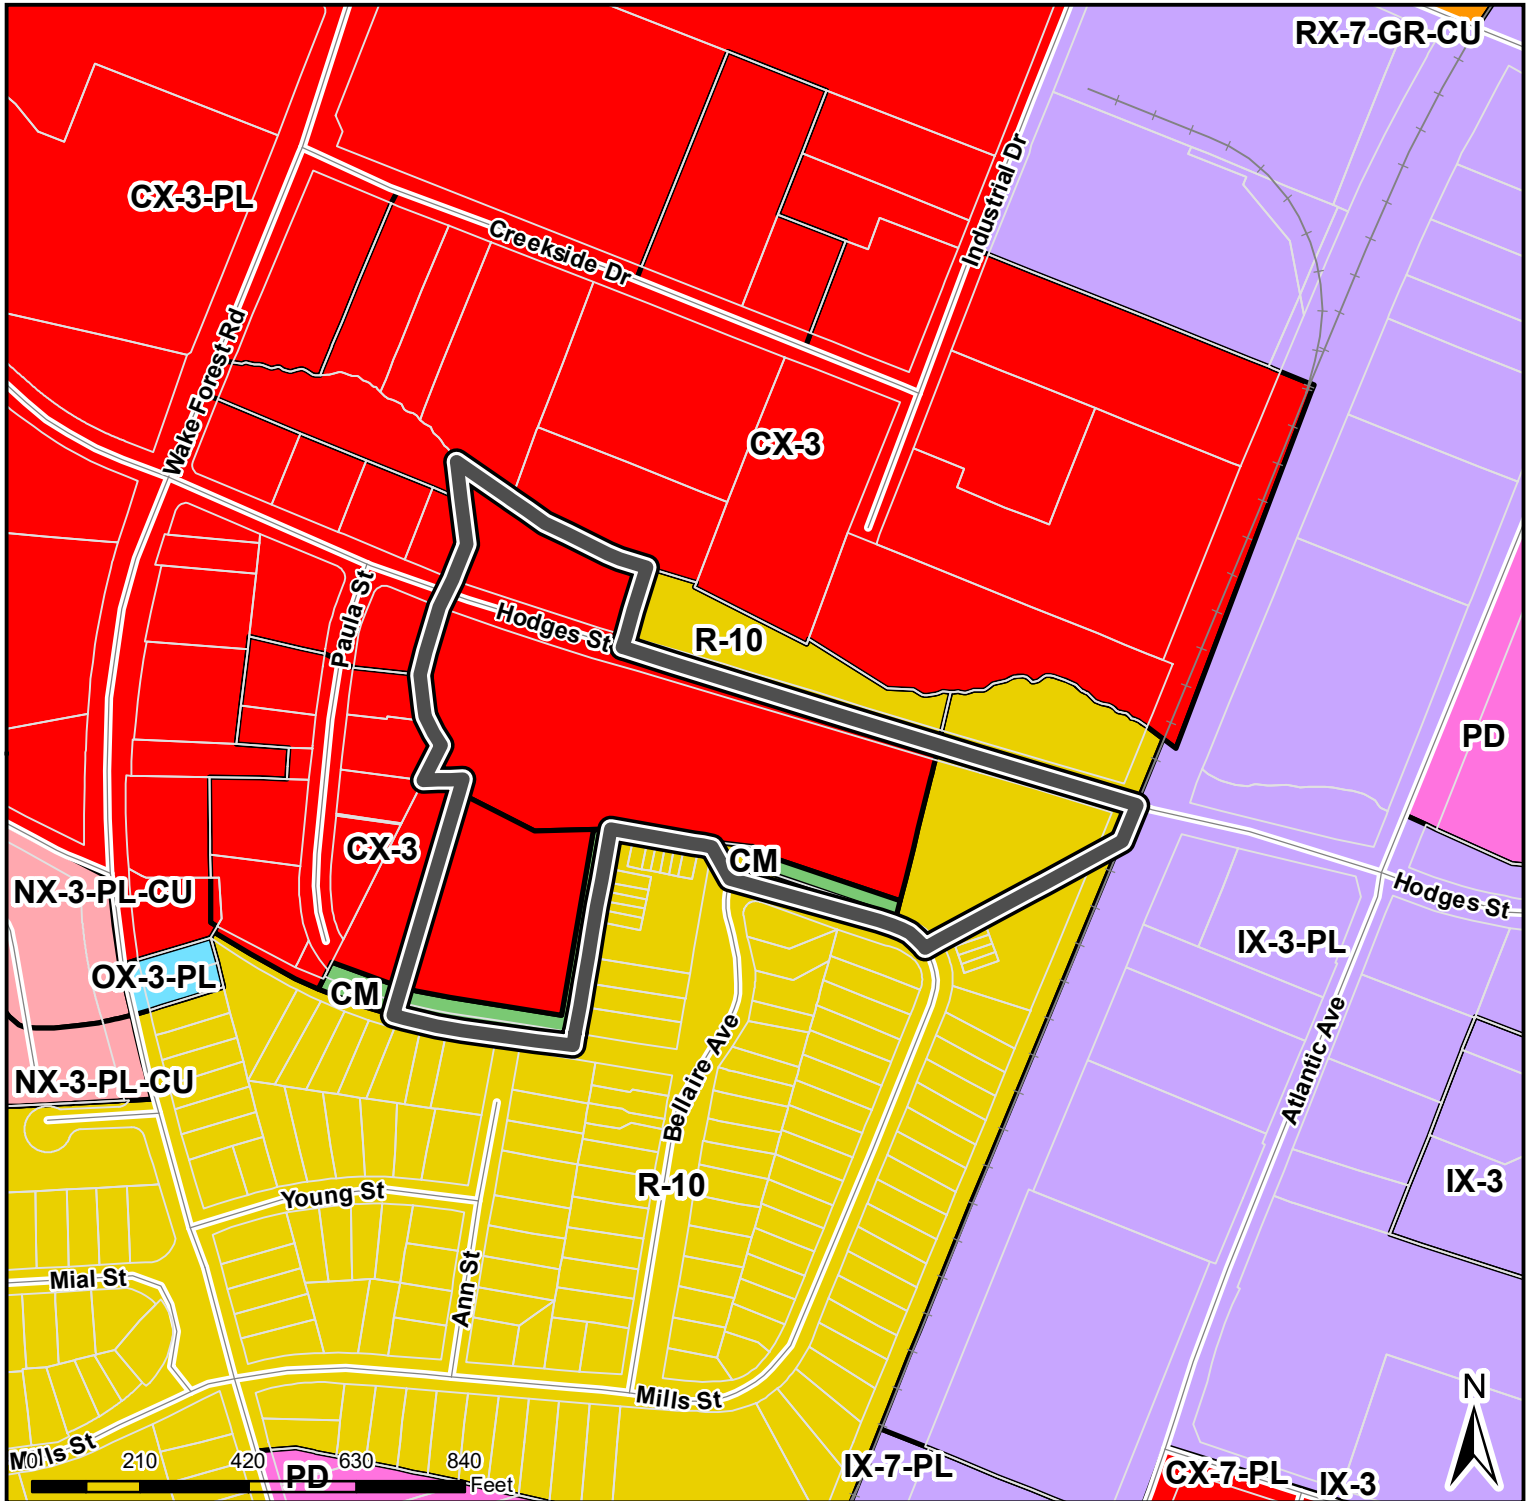 RX-7-GR-CU
CX-3-PL
Industrial Dr
Creekside Dr
Wake Forest Rd
CX-3
Paula St
Hodges St
R-10
PD
CX-3
CM
NX-3-PL-CU
Hodges St
IX-3-PL
OX-3-PL
CM
Bellaire Ave
Atlantic Ave
NX-3-PL-CU
R-10
IX-3
Young St
Mial St
Ann St
Mills St
N
Mills St
0 210 420 630 840
Feet
PD
IX-7-PL
CX-7-PL
IX-3